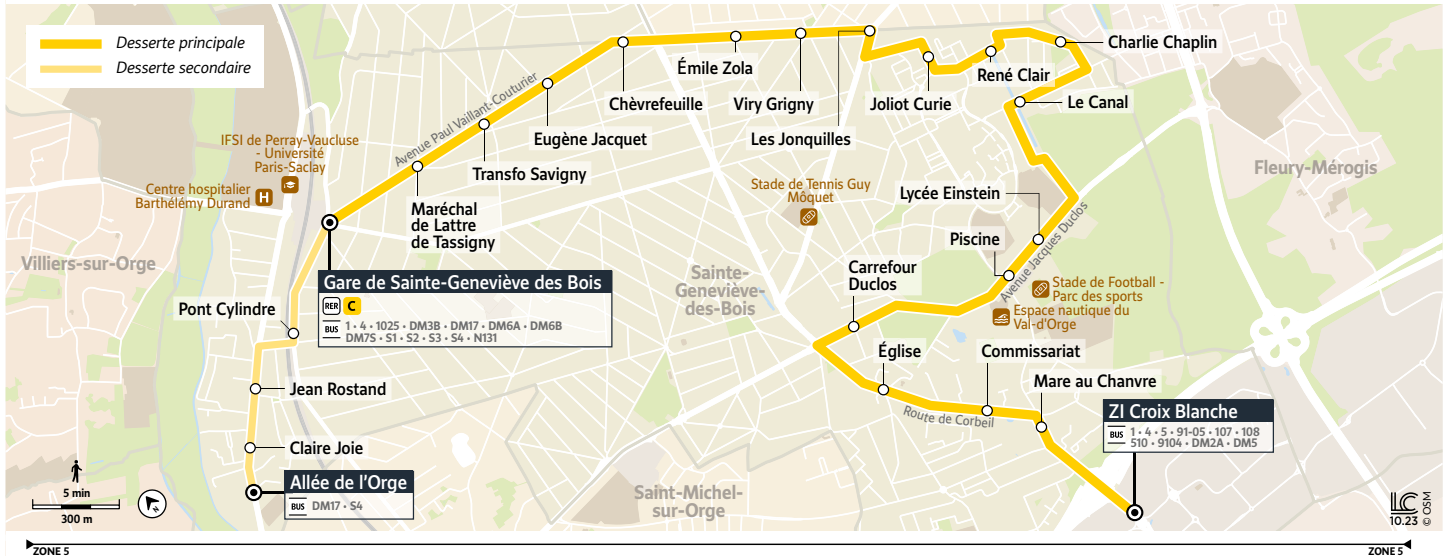 Desserte principale
Desserte secondaire
Charlie Chaplin
Émile Zola
René Clair
Chèvrefeuille
Viry Grigny
Joliot Curie
Le Canal
Avenue Paul Vaillant-Couturier
Eugène Jacquet
Les Jonquilles
IFSI de Perray-Vaucluse
- Université
Paris-Saclay
Transfo Savigny
Fleury-Mérogis
Centre hospitalier
Barthélémy Durand
H
Stade de Tennis Guy
Môquet
Lycée Einstein
Maréchal
de Lattre
de Tassigny
Avenue Jacques Duclos
Piscine
Villiers-sur-Orge
Gare de Sainte-Geneviève des Bois
RER C
BUS 1 • 4 • 1025 • DM3B • DM17 • DM6A • DM6B
DM7S • S1 • S2 • S3 • S4 • N131
Sainte-
Geneviève-
des-Bois
Carrefour
Duclos
Stade de Football -
Parc des sports
Espace nautique du
Val-d'Orge
Pont Cylindre
Église
Commissariat
Mare au Chanvre
Jean Rostand
Route de Corbeil
ZI Croix Blanche
BUS 1 • 4 • 5 • 91-05 • 107 • 108
510 • 9104 • DM2A • DM5
Claire Joie
Allée de l'Orge
BUS DM17 • S4
Saint-Michel-
sur-Orge
5 min
300 m
N
LC
10.23
© OSM
ZONE 5
ZONE 5